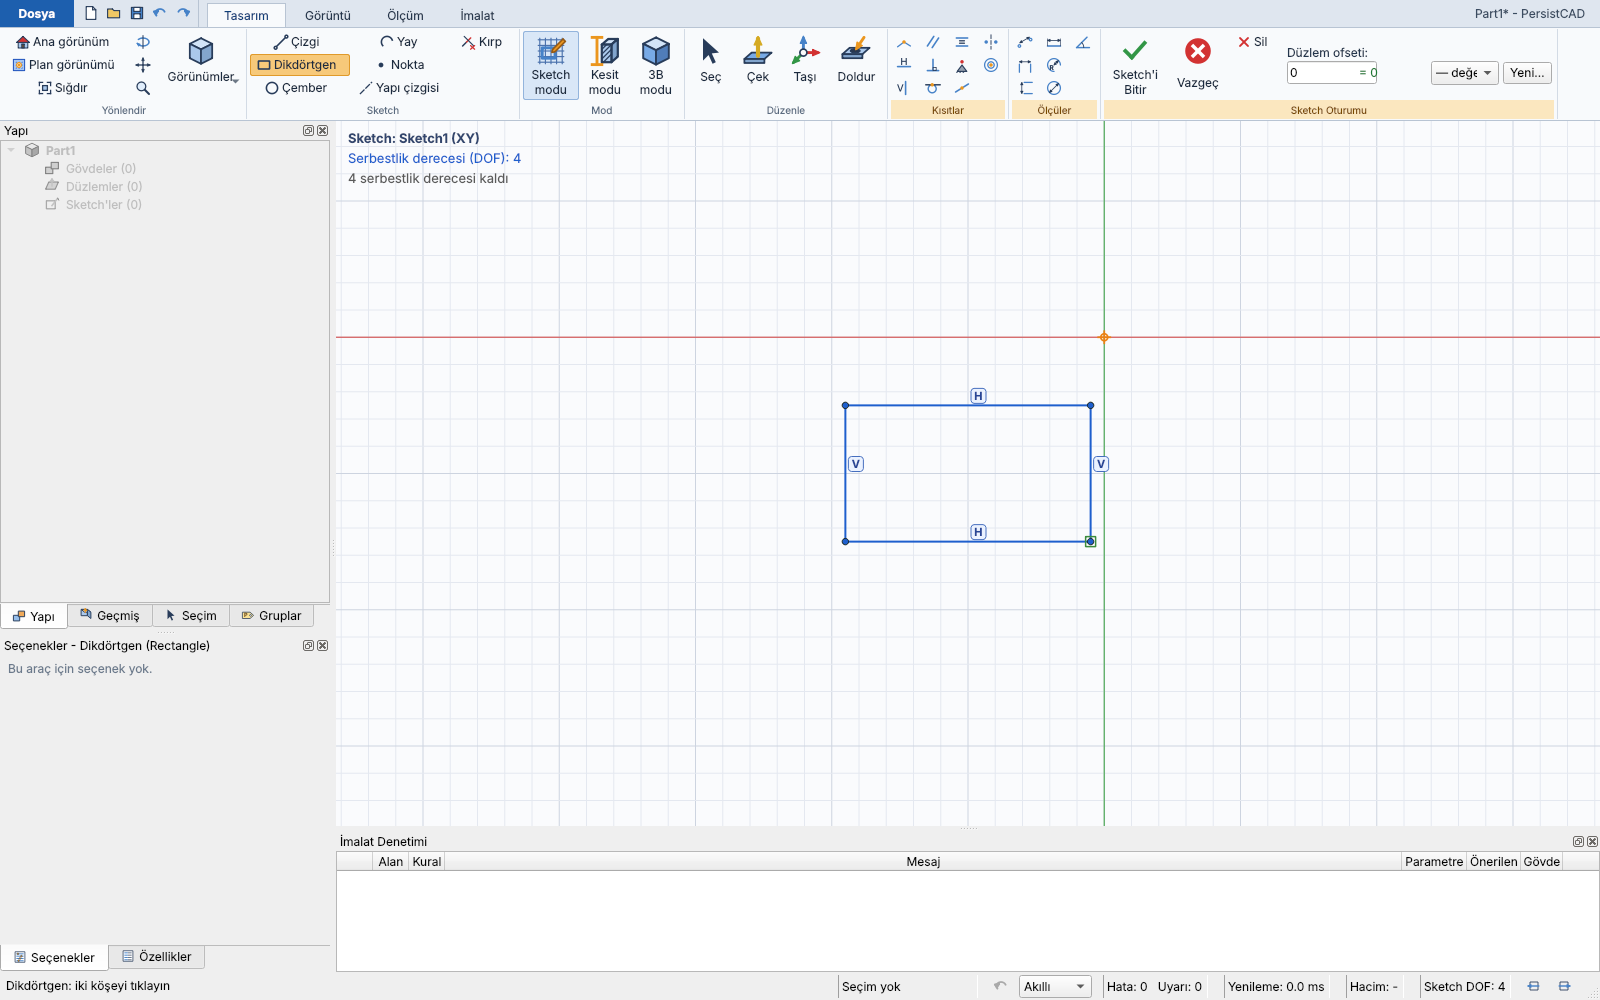 Dosya
Tasarım Görüntü Ölçüm İmalat
Part1* - PersistCAD
Ana görünüm
Plan görünümü
Sığdır
Görünümler
Yönlendir
Çizgi
Dikdörtgen
Çember
Yay
Nokta
Yapı çizgisi
Kırp
Sketch
Sketch modu
Kesit modu
3B modu
Mod
Seç Çek Taşı Doldur
Düzenle
H
V
Kısıtlar
R
Ölçüler
Sketch'i Bitir
Vazgeç
Sil
Düzlem ofseti:
0 = 0
— değe
Yeni...
Sketch Oturumu
Yapı
Part1
Gövdeler (0)
Düzlemler (0)
Sketch'ler (0)
Yapı Geçmiş Seçim Gruplar
Seçenekler - Dikdörtgen (Rectangle)
Bu araç için seçenek yok.
Seçenekler Özellikler
Sketch: Sketch1 (XY)
Serbestlik derecesi (DOF): 4
4 serbestlik derecesi kaldı
H
V V
H
İmalat Denetimi
Alan Kural Mesaj Parametre Önerilen Gövde
Dikdörtgen: iki köşeyi tıklayın
Seçim yok
Akıllı
Hata: 0 Uyarı: 0
Yenileme: 0.0 ms
Hacim: -
Sketch DOF: 4